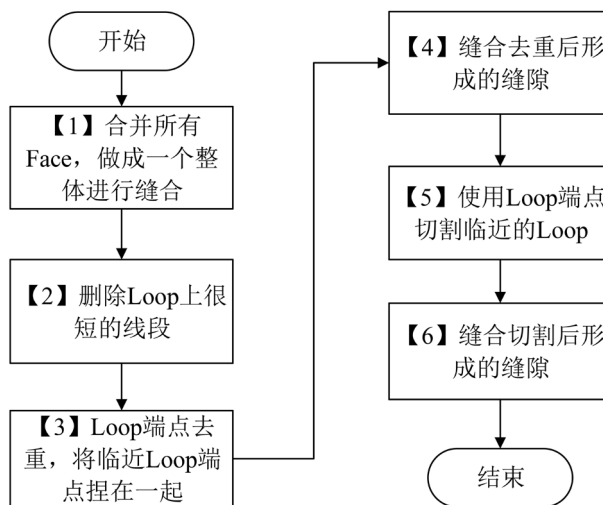 开始
【1】合并所有
Face，做成一个整
体进行缝合
【2】删除Loop上很
短的线段
【3】Loop端点去
重，将临近Loop端
点捏在一起
【4】缝合去重后形
成的缝隙
【5】使用Loop端点
切割临近的Loop
【6】缝合切割后形
成的缝隙
结束